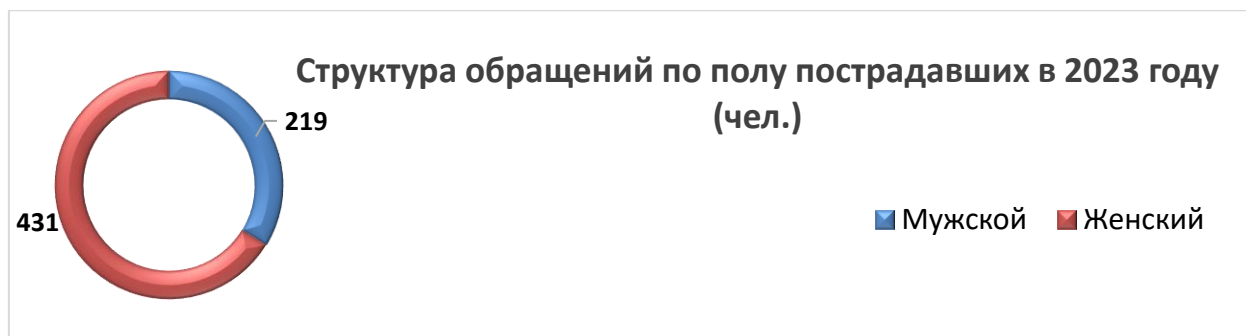 Структура обращений по полу пострадавших в 2023 году
(чел.)
219
431
Мужской
Женский